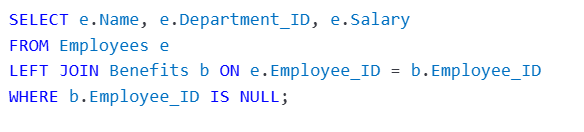 SELECT e.Name, e.Department_ID, e.Salary
FROM Employees e
LEFT JOIN Benefits b ON e.Employee_ID = b.Employee_ID
WHERE b.Employee_ID IS NULL;